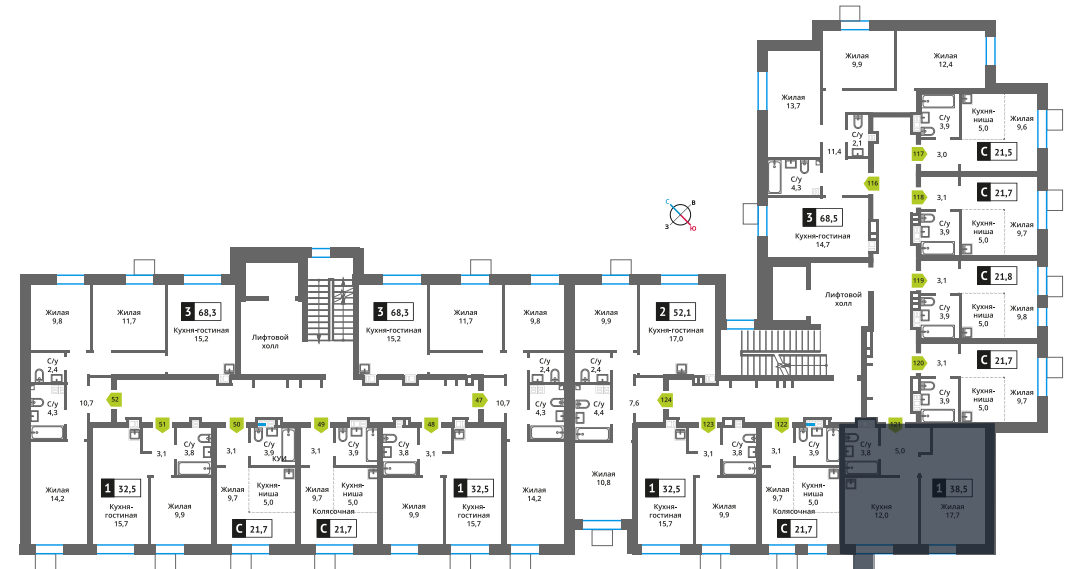 Жилая
9,9
Жилая
12,4
Жилая
13,7
С/у
2,1
11,4
С/у
4,3
116
3 68,5
Кухня-гостиная
14,7
Лифтовой
холл
С/у
3,9
Кухня-
ниша
5,0
Жилая
9,6
117
3,0
С 21,5
118
3,1
С 21,7
С/у
3,9
Кухня-
ниша
5,0
Жилая
9,7
119
3,1
С 21,8
С/у
3,9
Кухня-
ниша
5,0
Жилая
9,8
120
3,1
С 21,7
С/у
3,9
Кухня-
ниша
5,0
Жилая
9,7
С
В
З
Ю
Жилая
9,8
Жилая
11,7
3 68,3
Кухня-гостиная
15,2
Лифтовой
холл
3 68,3
Кухня-гостиная
15,2
Жилая
11,7
Жилая
9,8
Жилая
9,9
2 52,1
Кухня-гостиная
17,0
С/у
2,4
С/у
4,3
10,7
52
С/у
2,4
С/у
4,3
10,7
47
С/у
2,4
С/у
4,4
7,6
124
51
3,1
С/у
3,8
50
3,1
С/у
3,9
КУИ
49
3,1
С/у
3,9
48
С/у
3,8
3,1
123
3,1
С/у
3,8
122
3,1
С/у
3,9
121
С/у
3,8
5,0
Жилая
14,2
1 32,5
Кухня-
гостиная
15,7
Жилая
9,9
Жилая
9,7
Кухня-
ниша
5,0
С 21,7
Жилая
9,7
Кухня-
ниша
5,0
Колясочная
С 21,7
Жилая
9,9
1 32,5
Кухня-
гостиная
15,7
Жилая
14,2
Жилая
10,8
1 32,5
Кухня-
гостиная
15,7
Жилая
9,9
Жилая
9,7
Кухня-
ниша
5,0
Колясочная
С 21,7
Кухня
12,0
1 38,5
Жилая
17,7